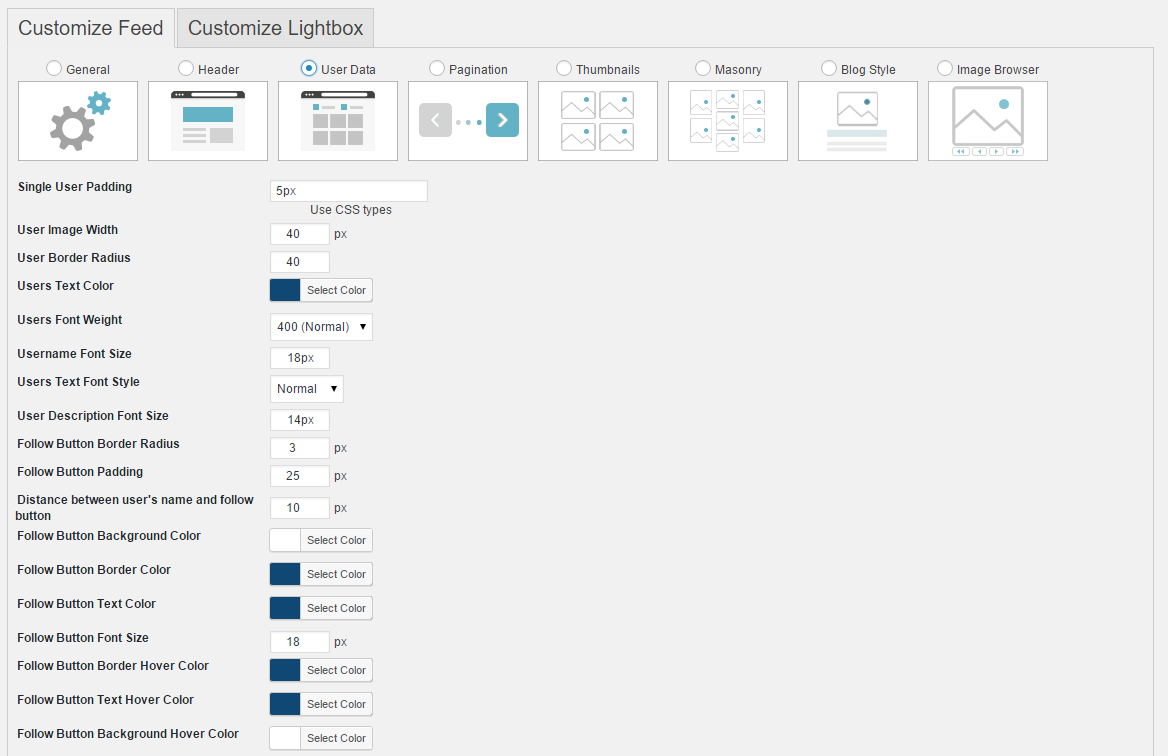 Customize Feed Customize Lightbox
General Header User Data Pagination Thumbnails Masonry Blog Style Image Browser
Single User Padding 5px
Use CSS types
User Image Width 40 px
User Border Radius 40
Users Text Color Select Color
Users Font Weight 400 (Normal)
Username Font Size 18px
Users Text Font Style Normal
User Description Font Size 14px
Follow Button Border Radius 3 px
Follow Button Padding 25 px
Distance between user's name and follow
button 10 px
Follow Button Background Color Select Color
Follow Button Border Color Select Color
Follow Button Text Color Select Color
Follow Button Font Size 18 px
Follow Button Border Hover Color Select Color
Follow Button Text Hover Color Select Color
Follow Button Background Hover Color Select Color